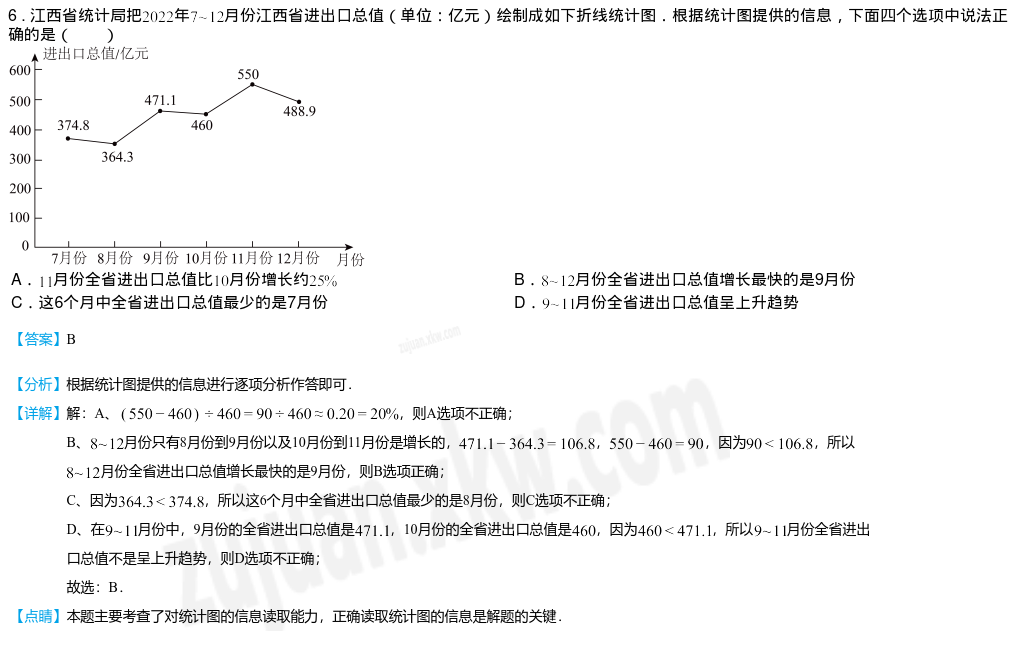 6．江西省统计局把2022年7~12月份江西省进出口总值（单位：亿元）绘制成如下折线统计图．根据统计图提供的信息，下面四个选项中说法正
确的是（　　）
进出口总值/亿元
600
500
400
300
200
100
0
374.8
364.3
471.1
460
550
488.9
7月份 8月份 9月份 10月份 11月份 12月份 月份
A．11月份全省进出口总值比10月份增长约25%
B．8~12月份全省进出口总值增长最快的是9月份
C．这6个月中全省进出口总值最少的是7月份
D．9~11月份全省进出口总值呈上升趋势
【答案】B
【分析】根据统计图提供的信息进行逐项分析作答即可．
【详解】解：A、(550－460)÷460＝90÷460≈0.20＝20%，则A选项不正确；
B、8~12月份只有8月份到9月份以及10月份到11月份是增长的，471.1－364.3＝106.8，550－460＝90，因为90＜106.8，所以
8~12月份全省进出口总值增长最快的是9月份，则B选项正确；
C、因为364.3＜374.8，所以这6个月中全省进出口总值最少的是8月份，则C选项不正确；
D、在9~11月份中，9月份的全省进出口总值是471.1，10月份的全省进出口总值是460，因为460＜471.1，所以9~11月份全省进出
口总值不是呈上升趋势，则D选项不正确；
故选：B．
【点睛】本题主要考查了对统计图的信息读取能力，正确读取统计图的信息是解题的关键．
zujuan.xkw.com
zujuan.xkw.com